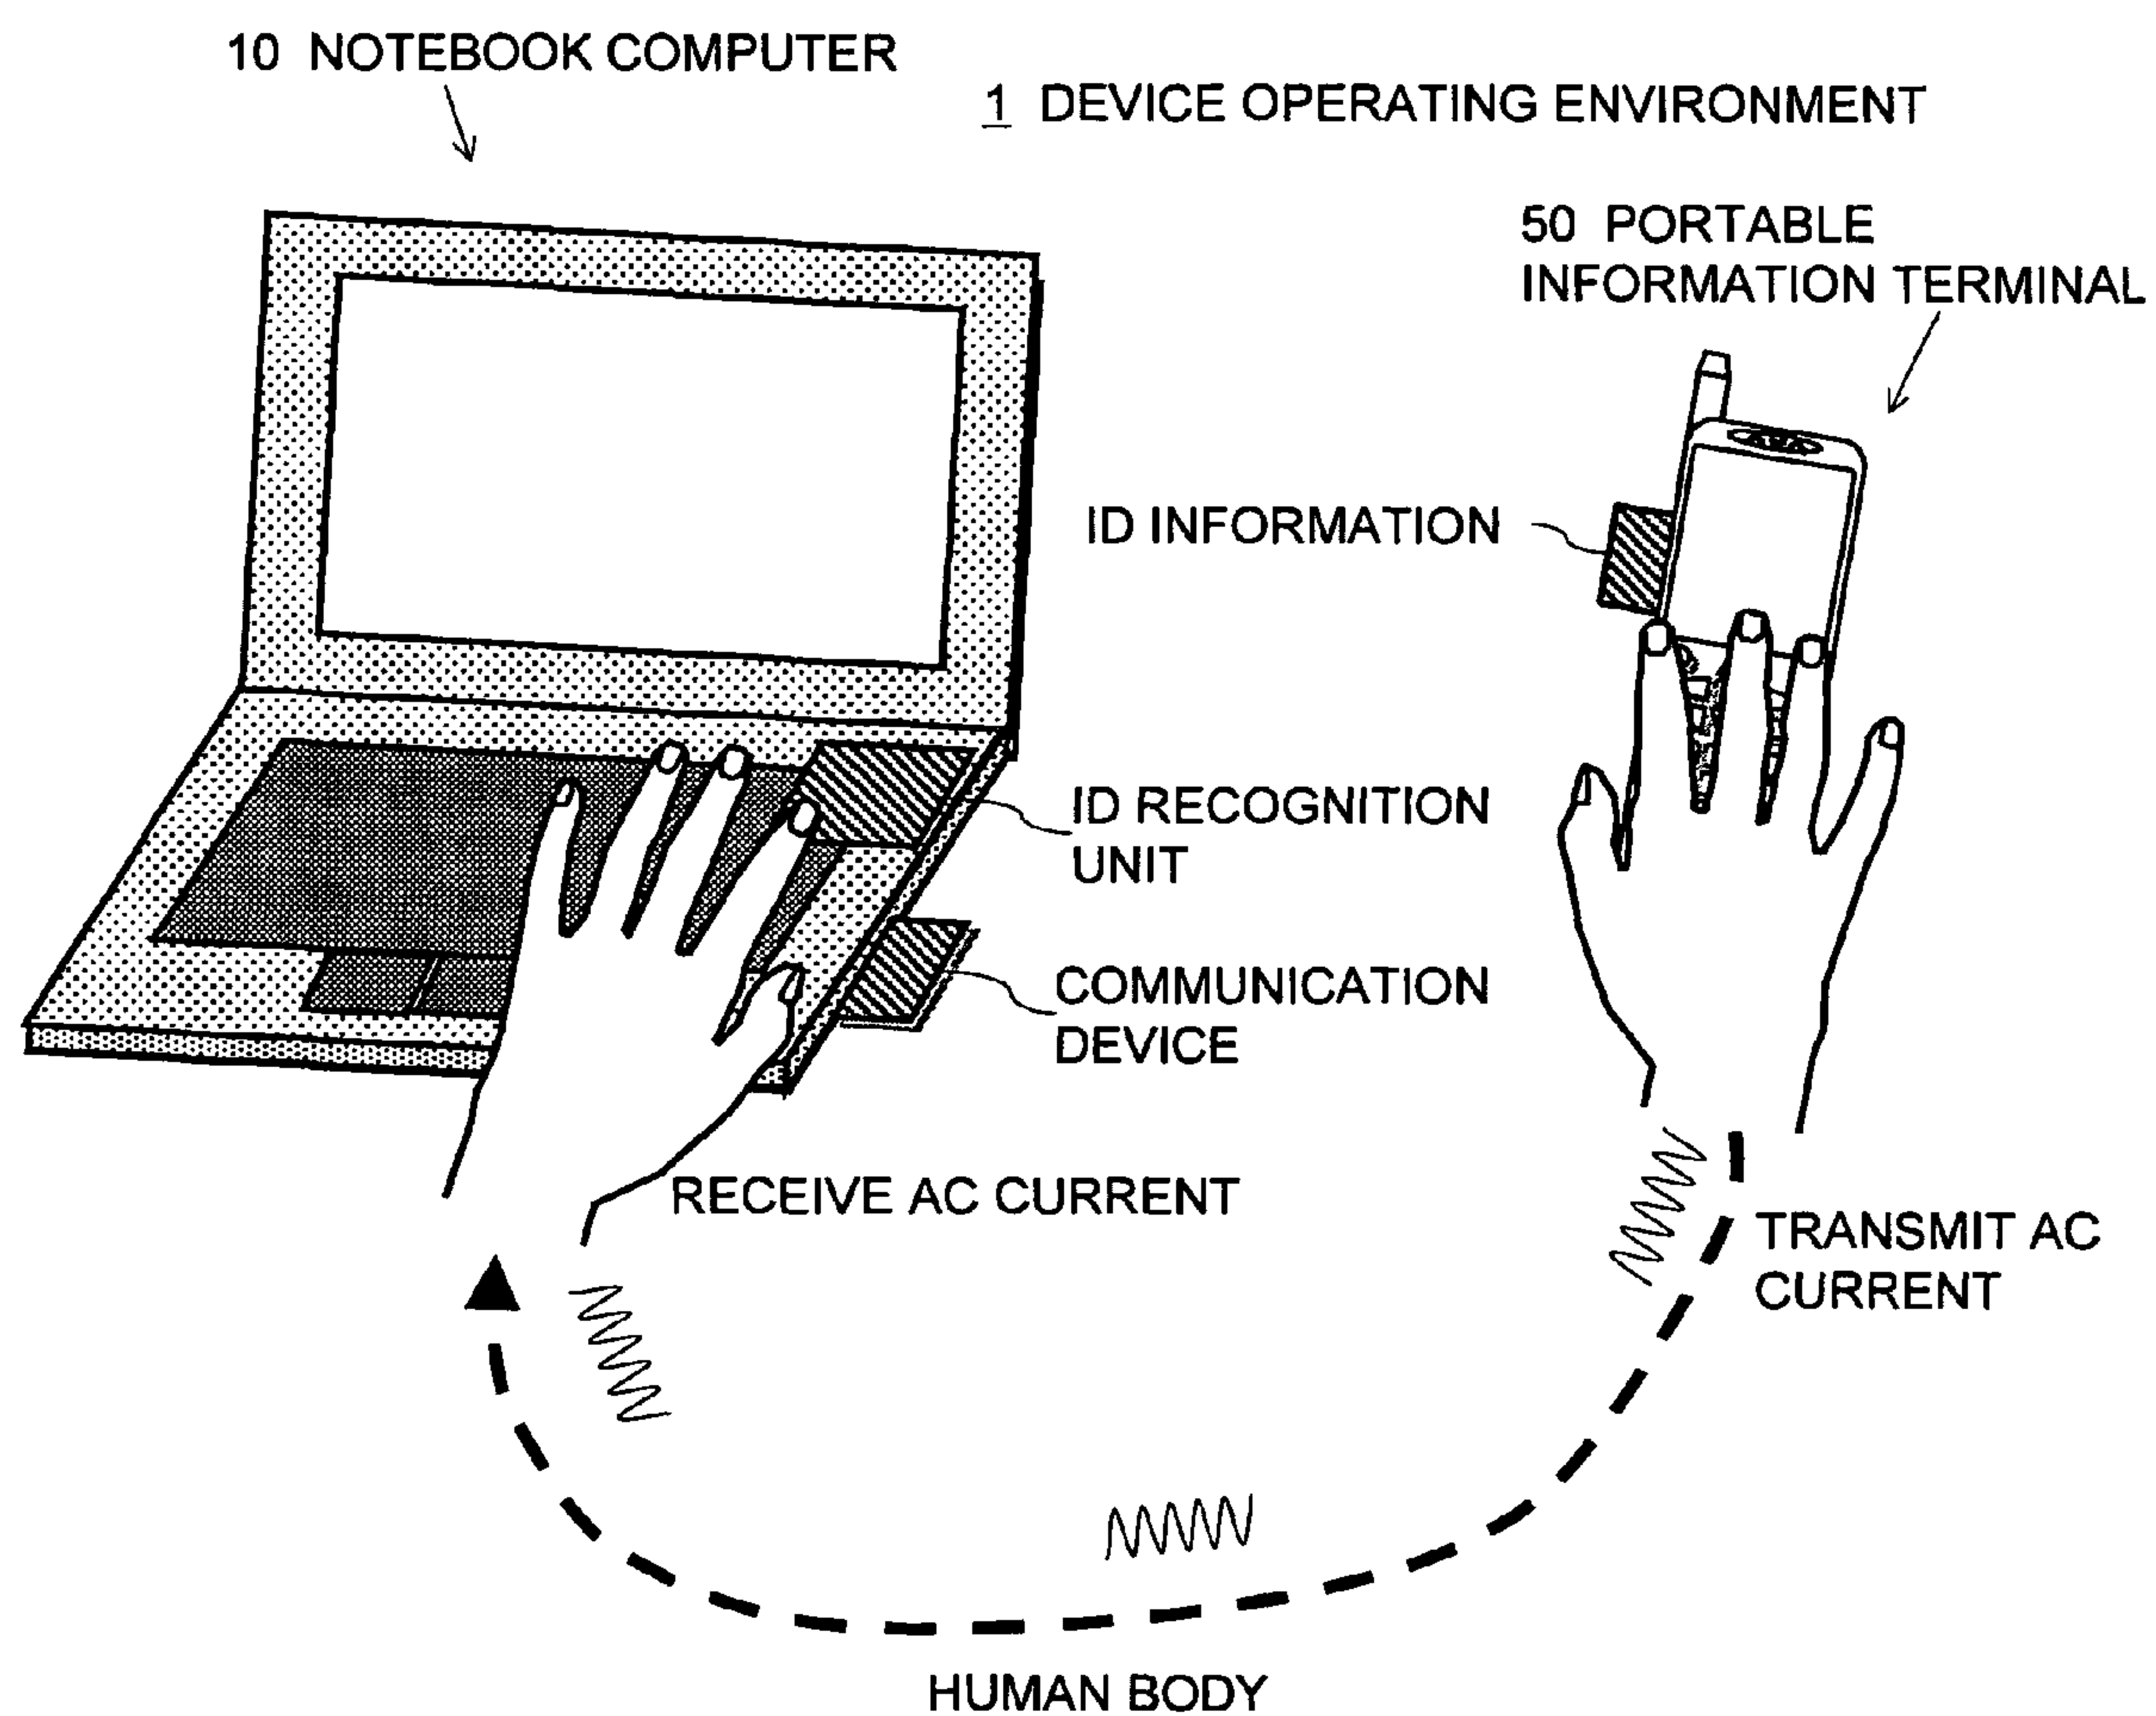 10 NOTEBOOK COMPUTER
1 DEVICE OPERATING ENVIRONMENT
50 PORTABLE
INFORMATION TERMINAL
ID INFORMATION
ID RECOGNITION
UNIT
COMMUNICATION
DEVICE
RECEIVE AC CURRENT
TRANSMIT AC
CURRENT
HUMAN BODY